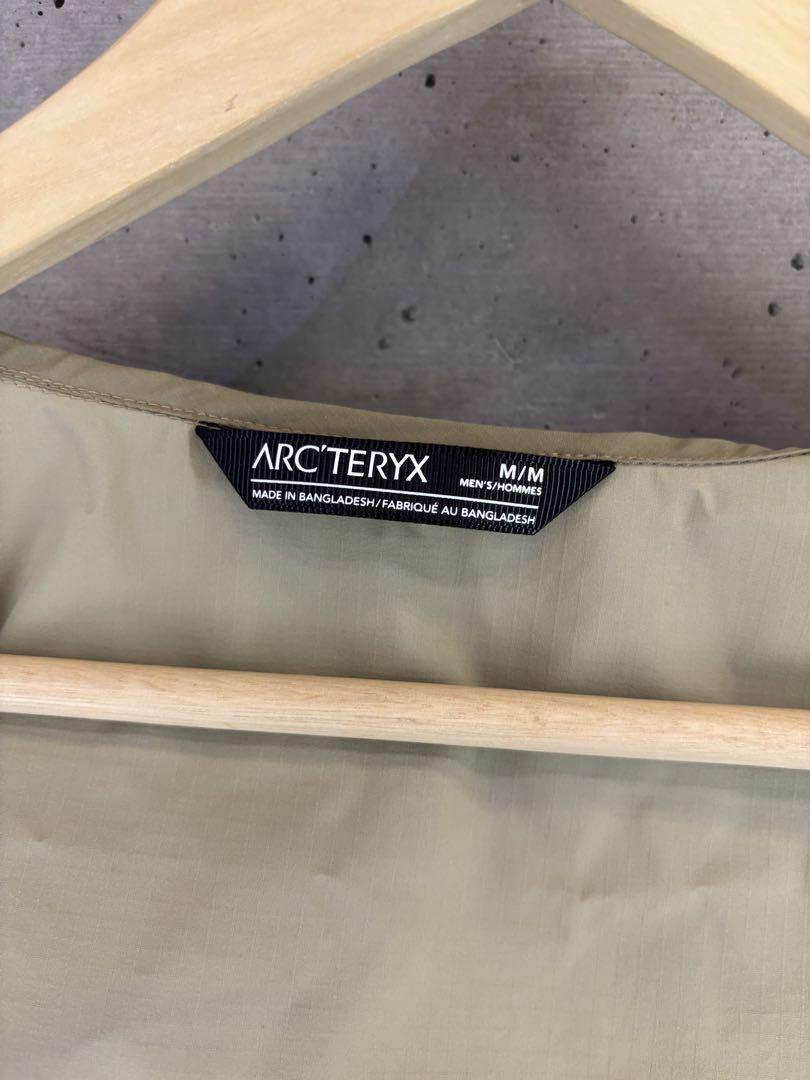 ARC'TERYX
M/M
MEN'S/HOMMES
MADE IN BANGLADESH/FABRIQUÉ AU BANGLADESH